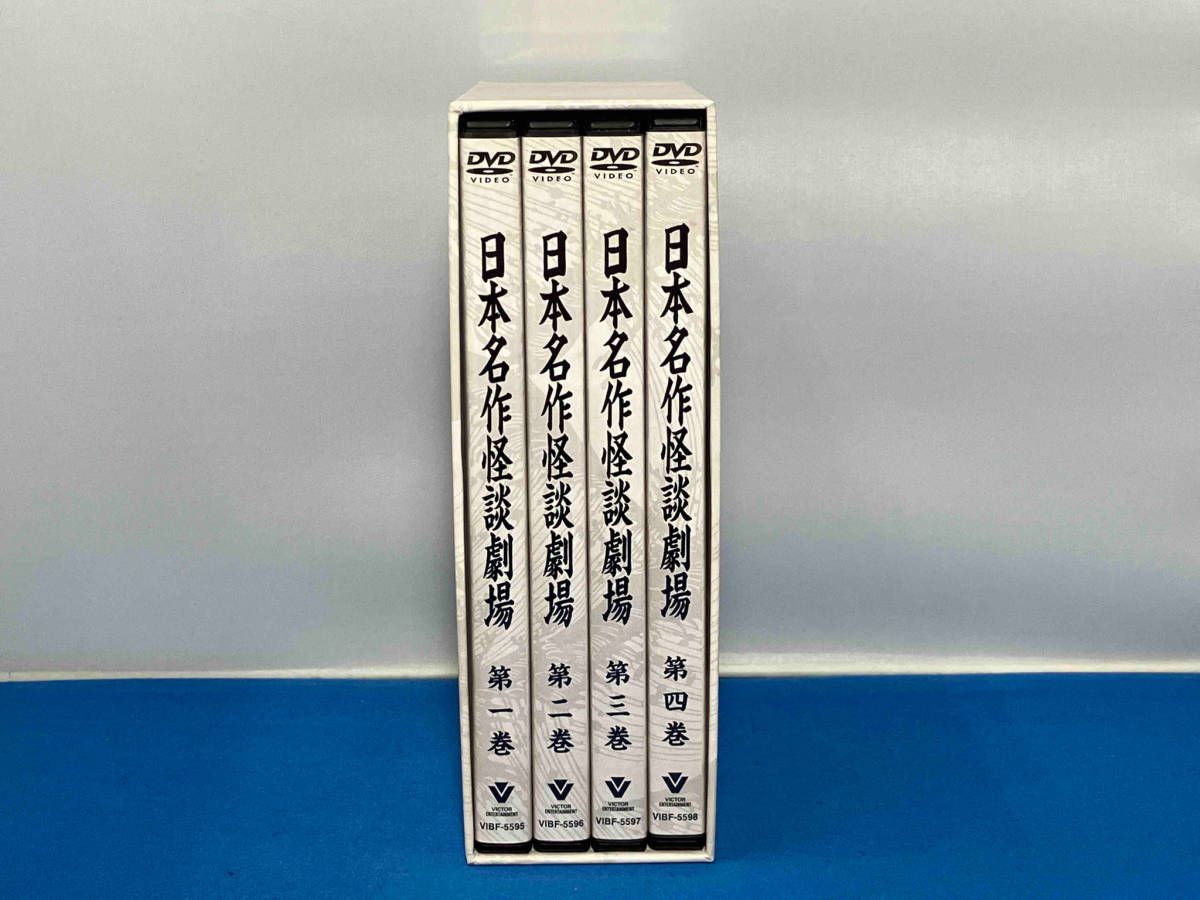 DVD
VIDEO
日本名作怪談劇場
第一巻
VICTOR
ENTERTAINMENT
VIBF-5595
DVD
VIDEO
日本名作怪談劇場
第二巻
VICTOR
ENTERTAINMENT
VIBF-5596
DVD
VIDEO
日本名作怪談劇場
第三巻
VICTOR
ENTERTAINMENT
VIBF-5597
DVD
VIDEO
日本名作怪談劇場
第四巻
VICTOR
ENTERTAINMENT
VIBF-5598